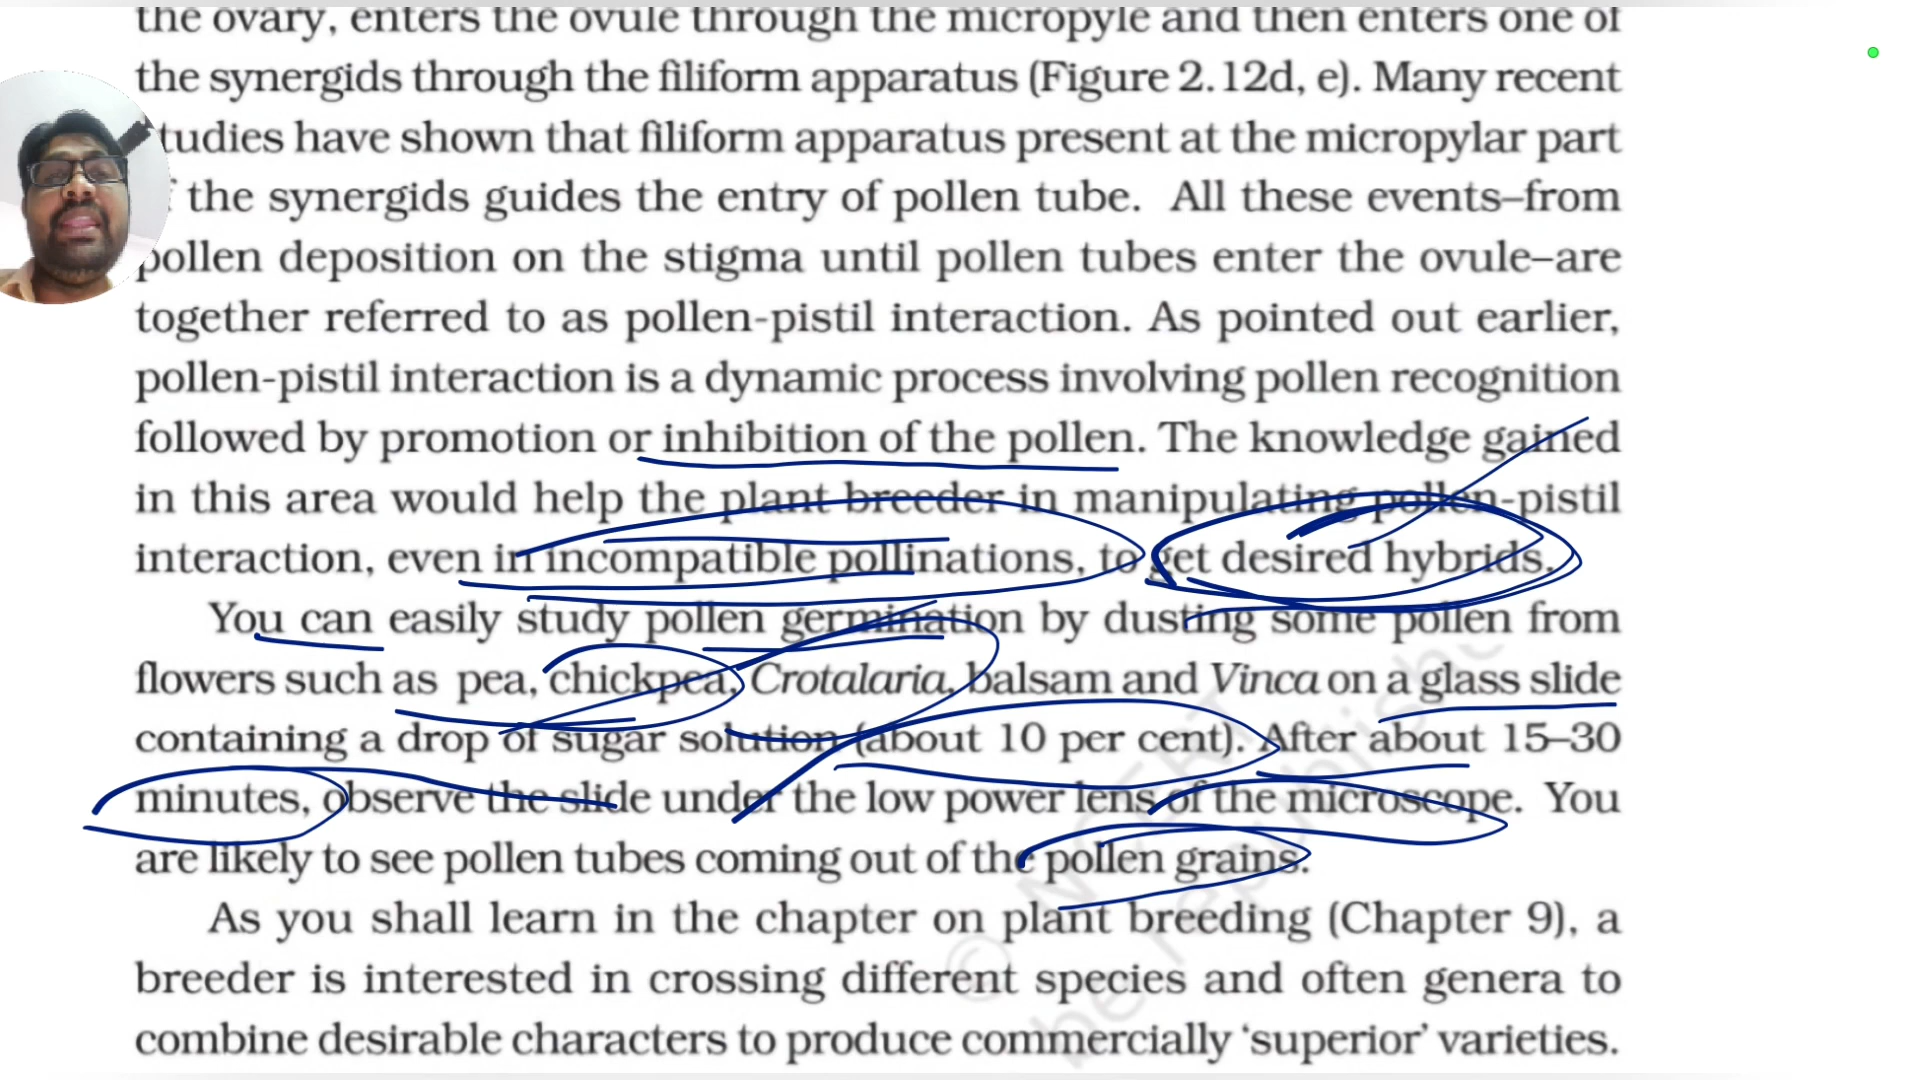 the ovary, enters the ovule through the micropyle and then enters one of
the synergids through the filiform apparatus (Figure 2.12d, e). Many recent
tudies have shown that filiform apparatus present at the micropylar part
the synergids guides the entry of pollen tube. All these events–from
pollen deposition on the stigma until pollen tubes enter the ovule–are
together referred to as pollen-pistil interaction. As pointed out earlier,
pollen-pistil interaction is a dynamic process involving pollen recognition
followed by promotion or inhibition of the pollen. The knowledge gained
in this area would help the plant breeder in manipulating pollen-pistil
interaction, even in incompatible pollinations, to get desired hybrids.
You can easily study pollen germination by dusting some pollen from
flowers such as pea, chickpea, Crotalaria, balsam and Vinca on a glass slide
containing a drop of sugar solution (about 10 per cent). After about 15–30
minutes, observe the slide under the low power lens of the microscope. You
are likely to see pollen tubes coming out of the pollen grains.
As you shall learn in the chapter on plant breeding (Chapter 9), a
breeder is interested in crossing different species and often genera to
combine desirable characters to produce commercially ‘superior’ varieties.
© NCERT
be republishe